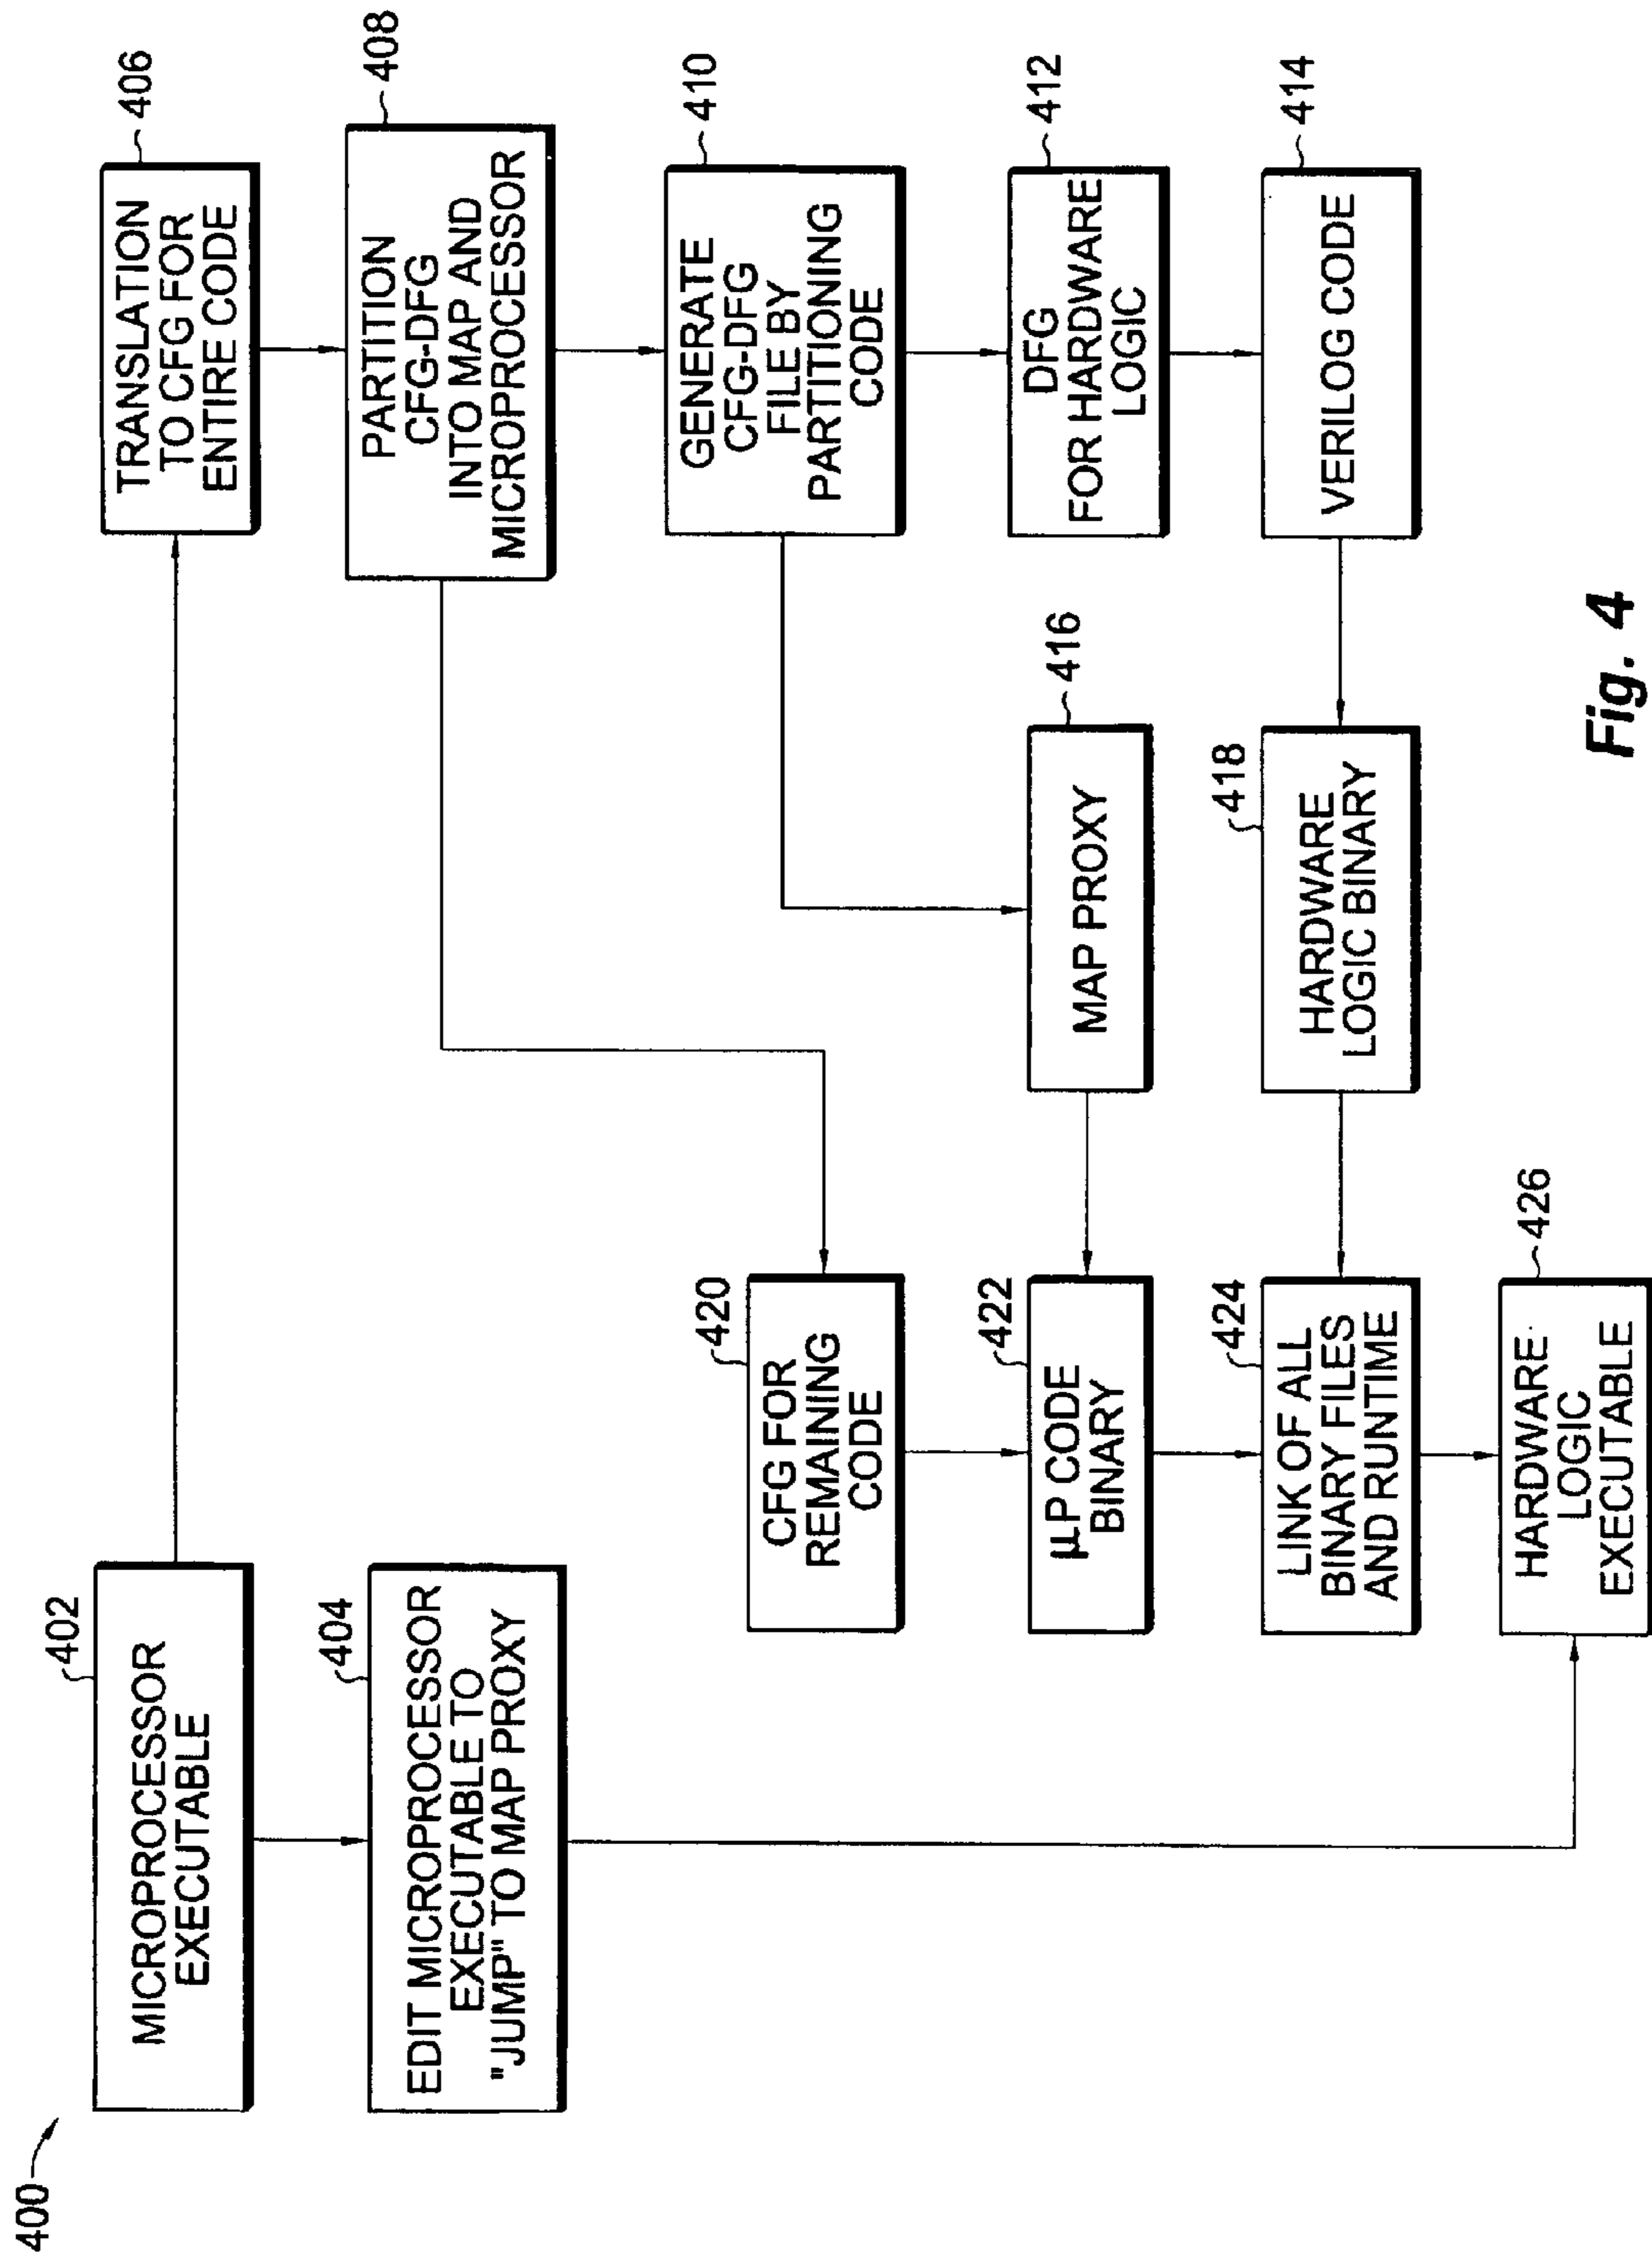 400
402
MICROPROCESSOR
EXECUTABLE
404
EDIT MICROPROCESSOR
EXECUTABLE TO
"JUMP" TO MAP PROXY
406
TRANSLATION
TO CFG FOR
ENTIRE CODE
408
PARTITION
CFG-DFG
INTO MAP AND
MICROPROCESSOR
410
GENERATE
CFG-DFG
FILE BY
PARTITIONING
CODE
412
DFG
FOR HARDWARE
LOGIC
414
VERILOG CODE
416
MAP PROXY
418
HARDWARE
LOGIC BINARY
420
CFG FOR
REMAINING
CODE
422
µP CODE
BINARY
424
LINK OF ALL
BINARY FILES
AND RUNTIME
426
HARDWARE
LOGIC
EXECUTABLE
Fig. 4